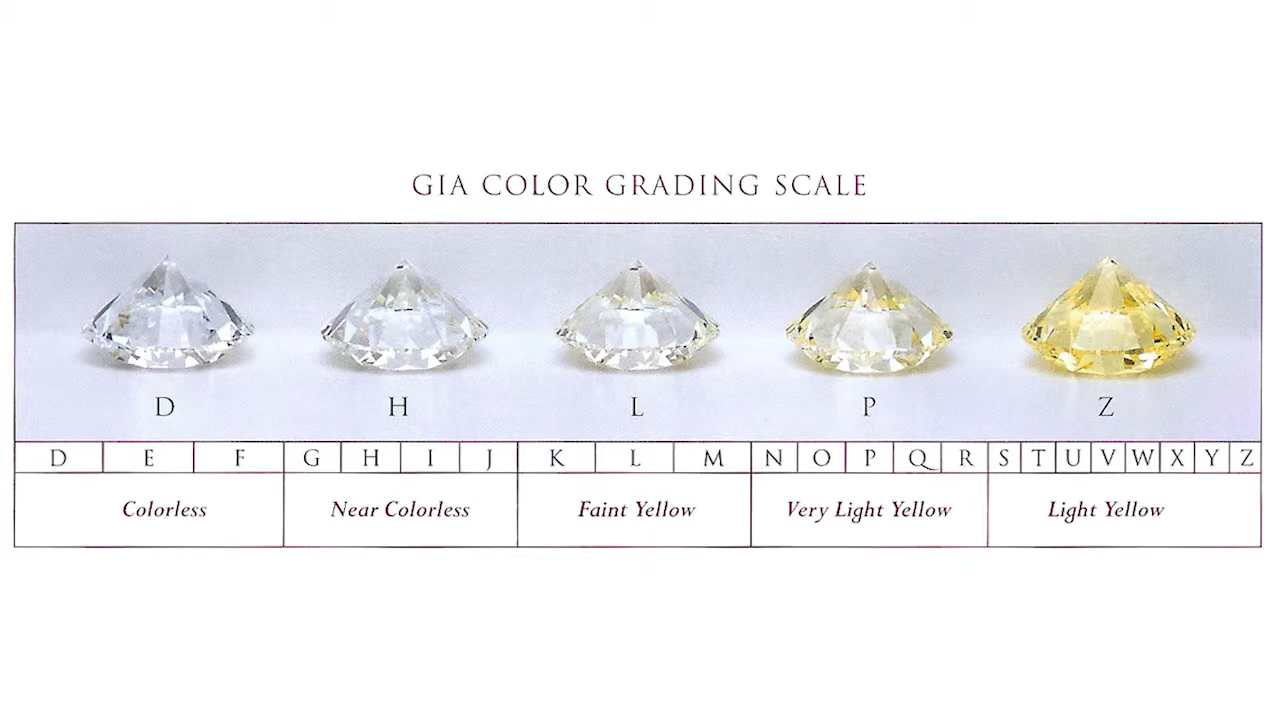 GIA COLOR GRADING SCALE
D H L P Z
D E F G H I J K L M N O P Q R S T U V W X Y Z
Colorless Near Colorless Faint Yellow Very Light Yellow Light Yellow